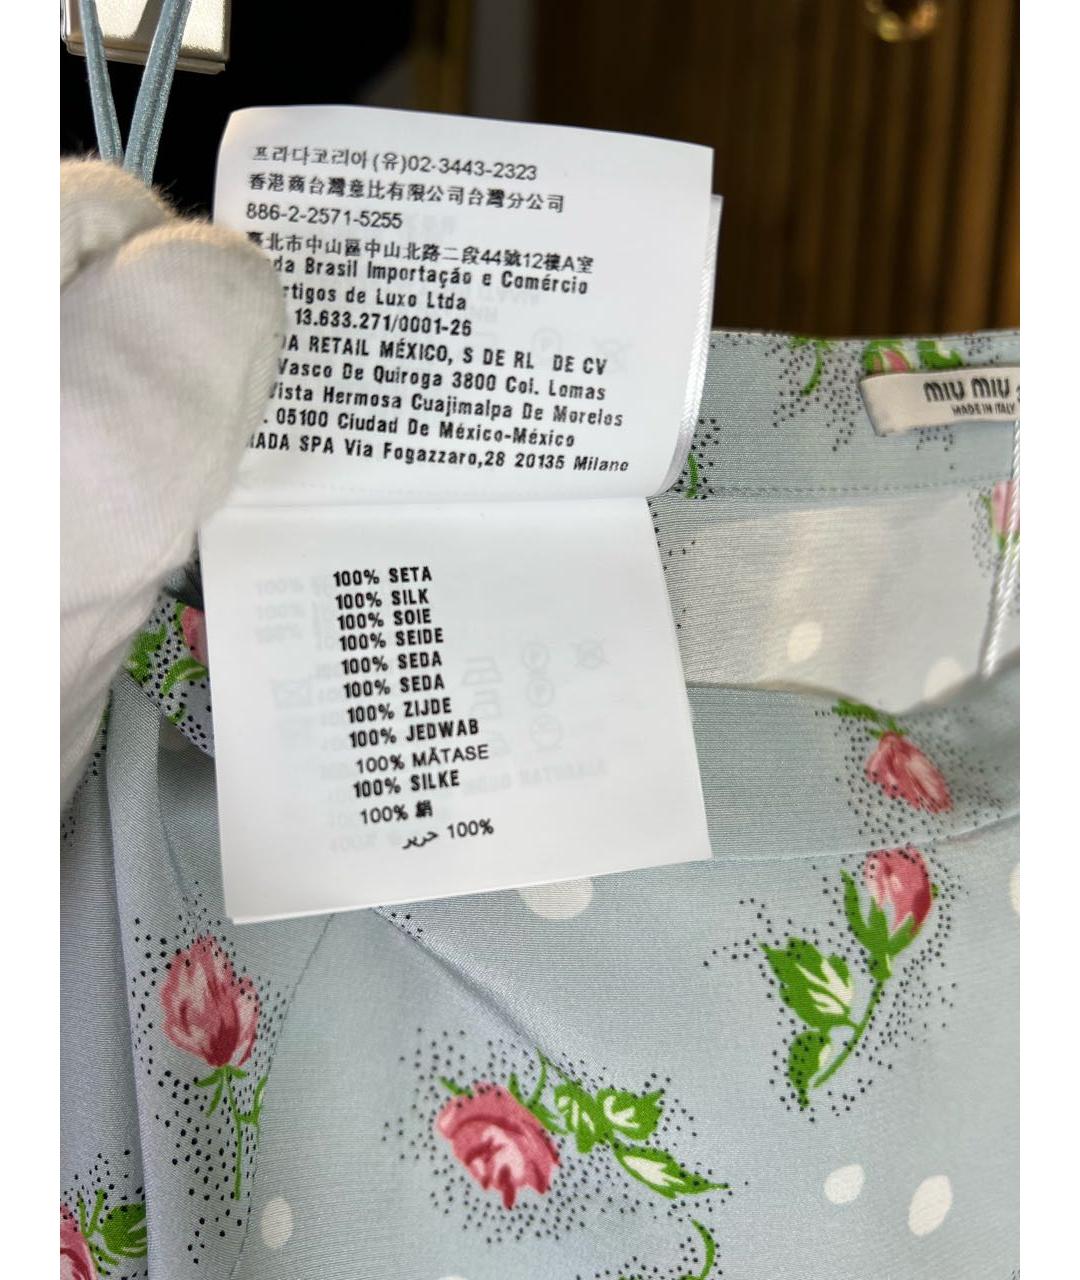 프라다코리아(유)02-3443-2323
香港商台灣意比有限公司台灣分公司
886-2-2571-5255
臺北市中山區中山北路二段44號12樓A室
da Brasil Importação e Comércio
rtigos de Luxo Ltda
13.633.271/0001-26
DA RETAIL MÉXICO, S DE RL DE CV
Vasco De Quiroga 3800 Col. Lomas
Vista Hermosa Cuajimalpa De Morelos
. 05100 Ciudad De México-México
RADA SPA Via Fogazzaro,28 20135 Milano
MIU MIU
MADE IN ITALY
100% SETA
100% SILK
100% SOIE
100% SEIDE
100% SEDA
100% SEDA
100% ZIJDE
100% JEDWAB
100% MĂTASE
100% SILKE
100% 絹
100% حرير